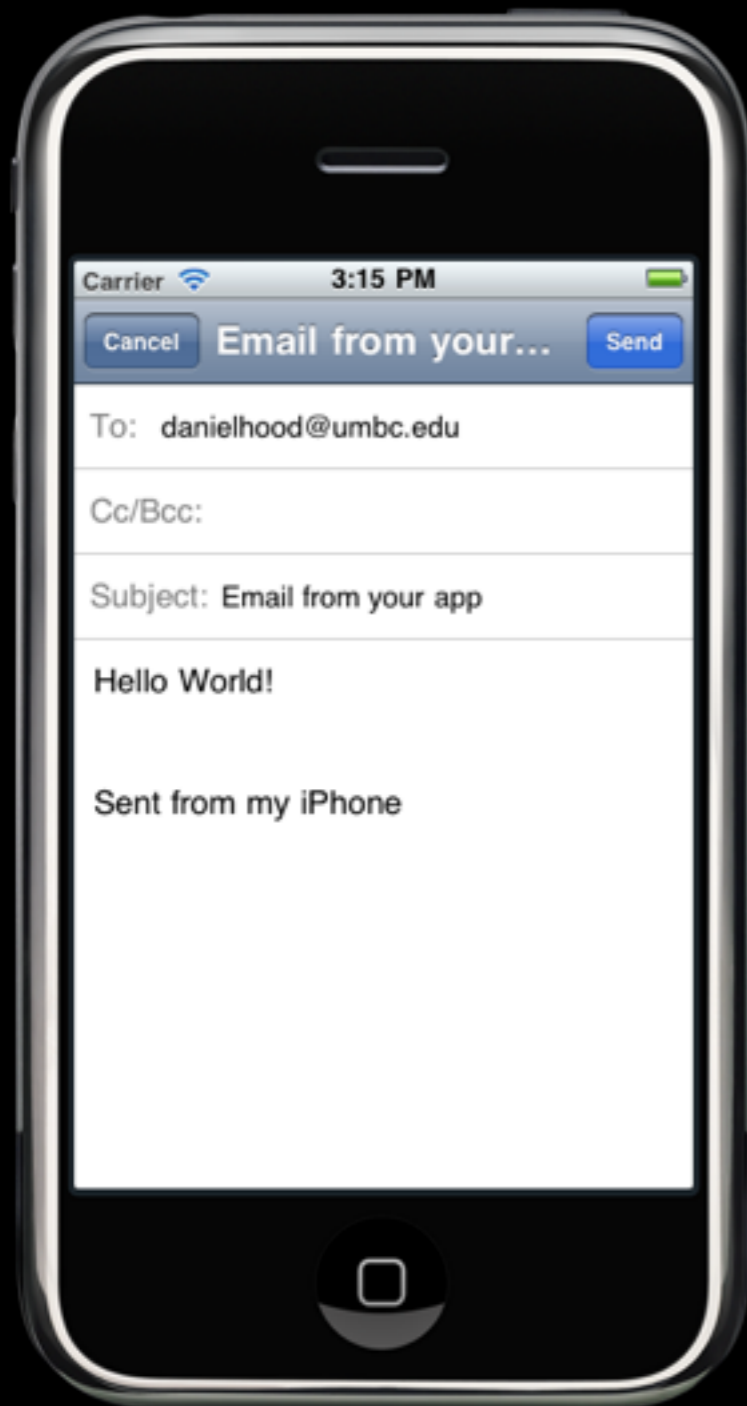 Carrier 3:15 PM
Cancel Email from your... Send
To: danielhood@umbc.edu
Cc/Bcc:
Subject: Email from your app
Hello World!
Sent from my iPhone